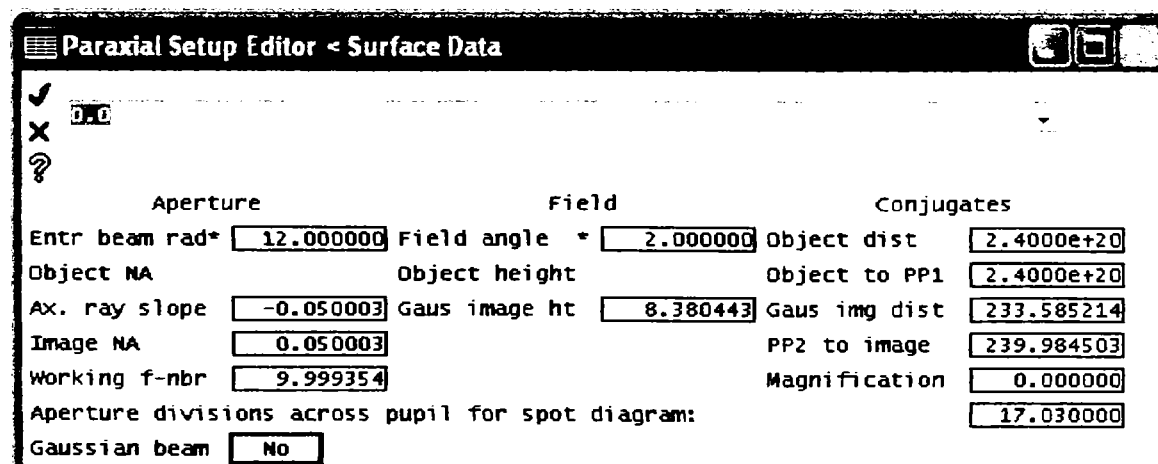 Paraxial Setup Editor < Surface Data
0.0
Aperture Field Conjugates
Entr beam rad* 12.000000 Field angle * 2.000000 Object dist 2.4000e+20
Object NA Object height Object to PP1 2.4000e+20
Ax. ray slope -0.050003 Gaus image ht 8.380443 Gaus img dist 233.585214
Image NA 0.050003 PP2 to image 239.984503
Working f-nbr 9.999354 Magnification 0.000000
Aperture divisions across pupil for spot diagram: 17.030000
Gaussian beam No